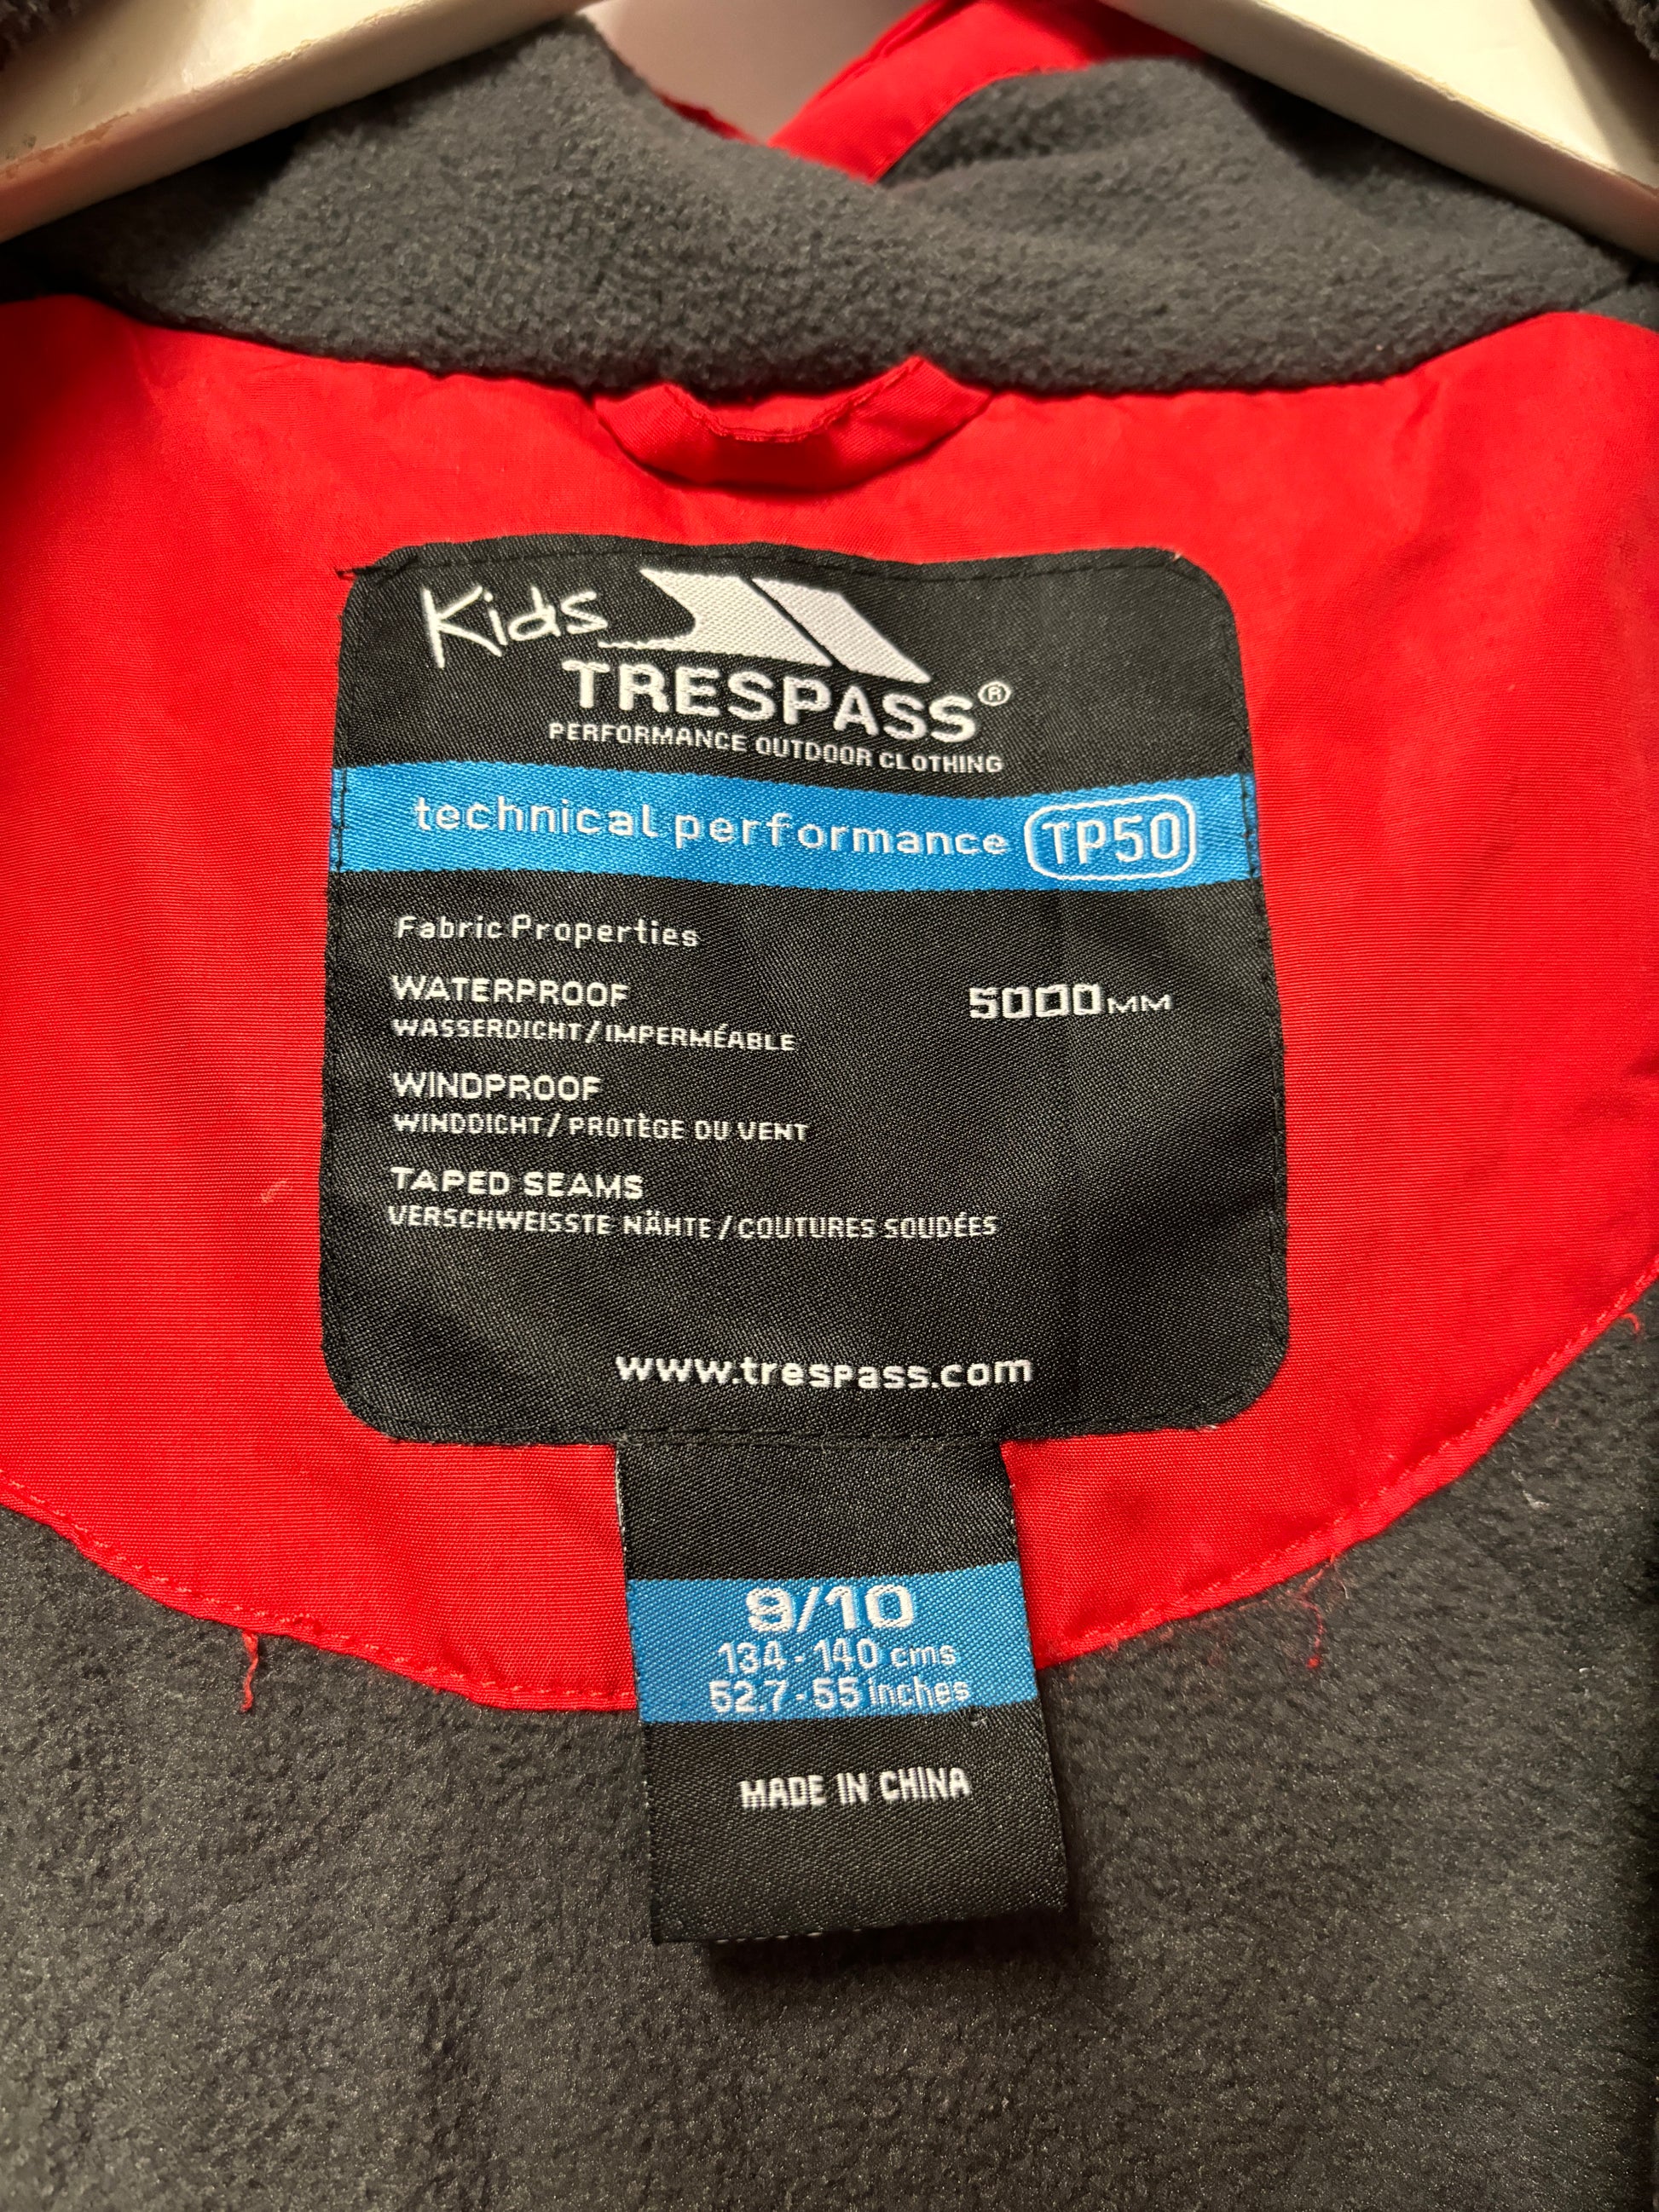 Kids
TRESPASS®
PERFORMANCE OUTDOOR CLOTHING
technical performance TP50
Fabric Properties
WATERPROOF 5000MM
WASSERDICHT/IMPERMÉABLE
WINDPROOF
WINDDICHT/PROTÈGE DU VENT
TAPED SEAMS
VERSCHWEISSTE NÄHTE/COUTURES SOUDÉES
www.trespass.com
9/10
134-140 cms
52.7-55 inches
MADE IN CHINA